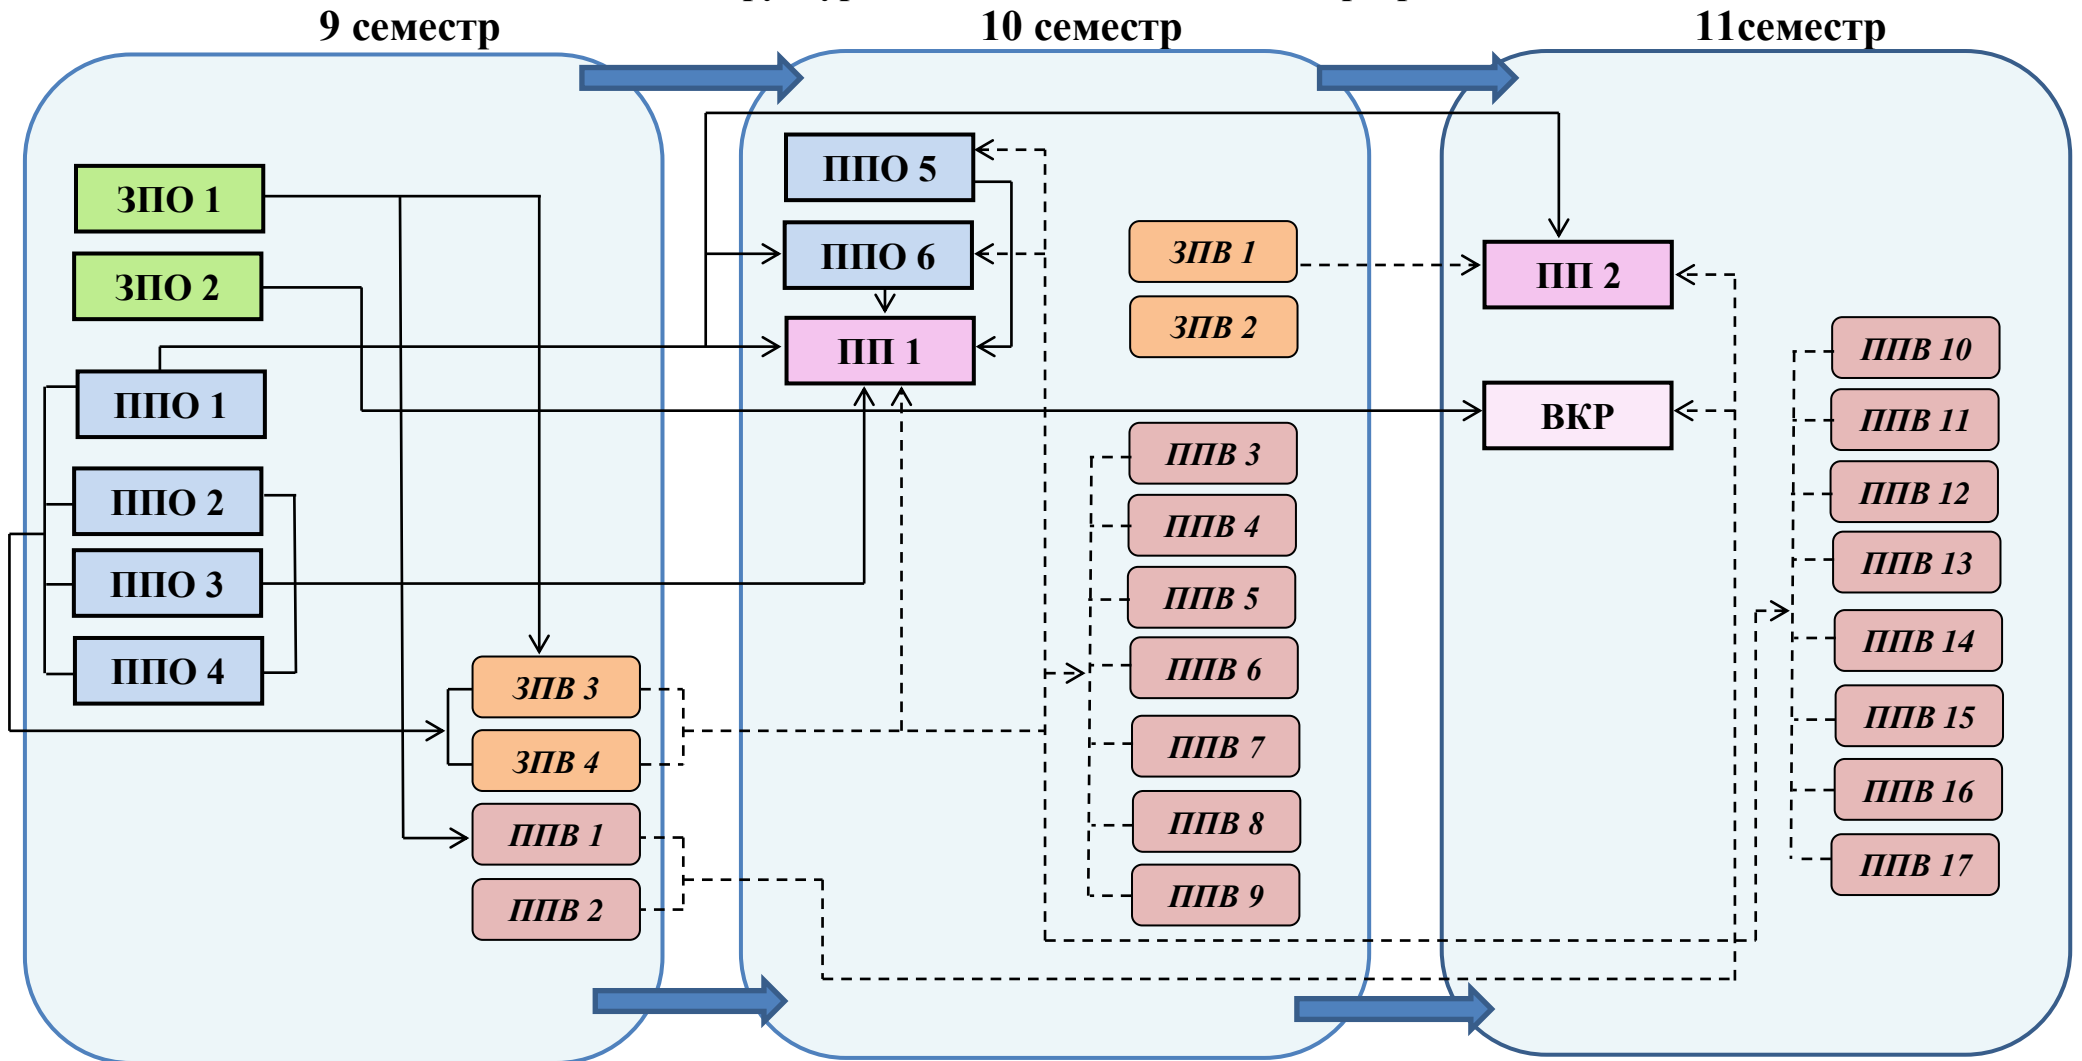 9 семестр
10 семестр
11семестр
ЗПО 1
ЗПО 2
ППО 1
ППО 2
ППО 3
ППО 4
ЗПВ 3
ЗПВ 4
ППВ 1
ППВ 2
ППО 5
ППО 6
ПП 1
ЗПВ 1
ЗПВ 2
ППВ 3
ППВ 4
ППВ 5
ППВ 6
ППВ 7
ППВ 8
ППВ 9
ПП 2
ВКР
ППВ 10
ППВ 11
ППВ 12
ППВ 13
ППВ 14
ППВ 15
ППВ 16
ППВ 17